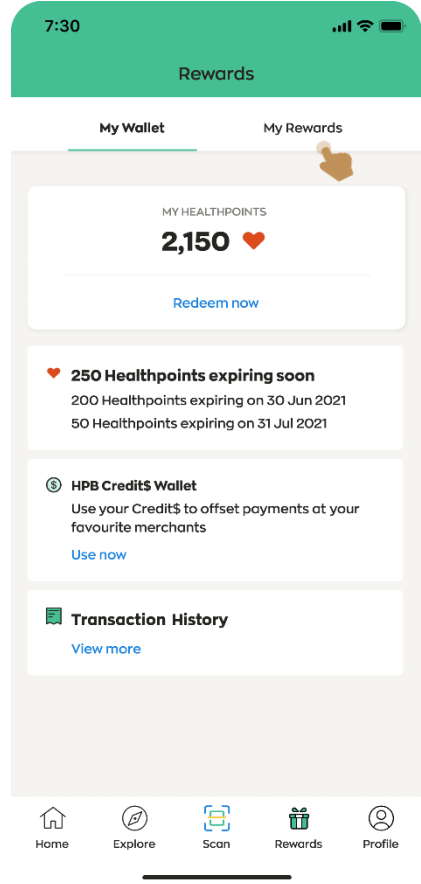 7:30
Rewards
My Wallet
My Rewards
MY HEALTHPOINTS
2,150
Redeem now
250 Healthpoints expiring soon
200 Healthpoints expiring on 30 Jun 2021
50 Healthpoints expiring on 31 Jul 2021
$ HPB Credit$ Wallet
Use your Credit$ to offset payments at your
favourite merchants
Use now
Transaction History
View more
Home
Explore
Scan
Rewards
Profile